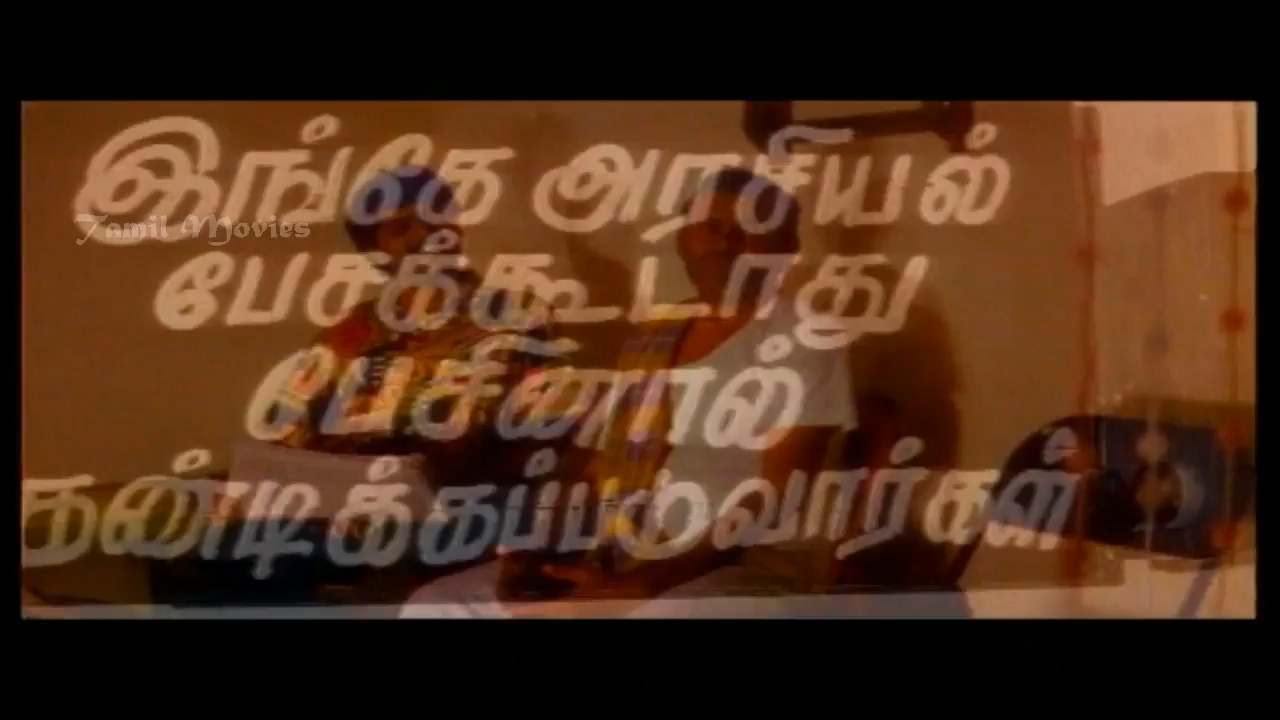 இங்கே அரசியல்
Tamil Movies
பேசக்கூடாது
பேசினால்
கண்டிக்கப்படுவார்கள்